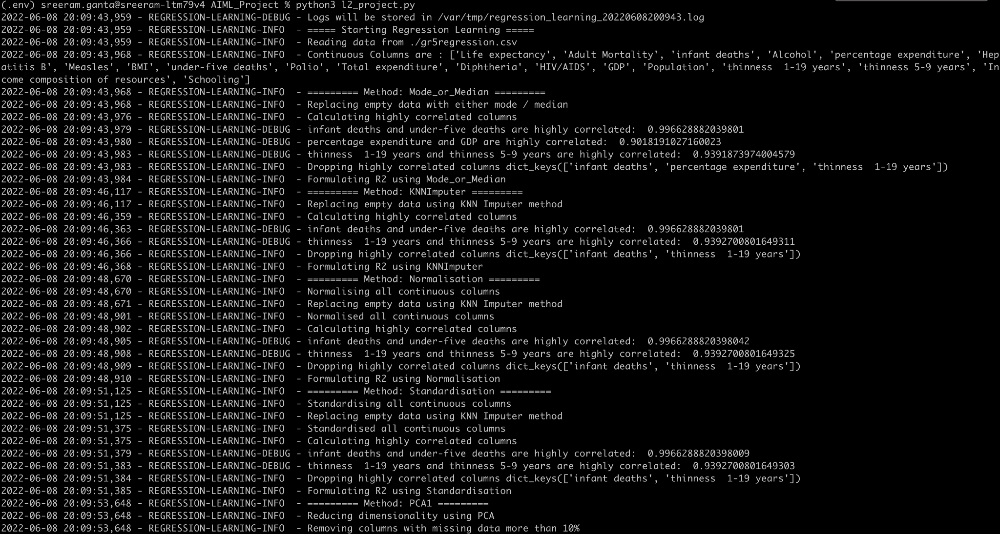 (.env) sreeram.ganta@sreeram-ltm79v4 AIML_Project % python3 l2_project.py
2022-06-08 20:09:43,959 - REGRESSION-LEARNING-DEBUG - Logs will be stored in /var/tmp/regression_learning_20220608200943.log
2022-06-08 20:09:43,959 - REGRESSION-LEARNING-INFO  - ===== Starting Regression Learning =====
2022-06-08 20:09:43,959 - REGRESSION-LEARNING-INFO  - Reading data from ./gr5regression.csv
2022-06-08 20:09:43,968 - REGRESSION-LEARNING-INFO  - Continuous Columns are : ['Life expectancy', 'Adult Mortality', 'infant deaths', 'Alcohol', 'percentage expenditure', 'Hep
atitis B', 'Measles', 'BMI', 'under-five deaths', 'Polio', 'Total expenditure', 'Diphtheria', 'HIV/AIDS', 'GDP', 'Population', 'thinness  1-19 years', 'thinness 5-9 years', 'In
come composition of resources', 'Schooling']
2022-06-08 20:09:43,968 - REGRESSION-LEARNING-INFO  - ========= Method: Mode_or_Median =========
2022-06-08 20:09:43,968 - REGRESSION-LEARNING-INFO  - Replacing empty data with either mode / median
2022-06-08 20:09:43,976 - REGRESSION-LEARNING-INFO  - Calculating highly correlated columns
2022-06-08 20:09:43,979 - REGRESSION-LEARNING-DEBUG - infant deaths and under-five deaths are highly correlated:  0.996628882039801
2022-06-08 20:09:43,980 - REGRESSION-LEARNING-DEBUG - percentage expenditure and GDP are highly correlated:  0.9018191027160023
2022-06-08 20:09:43,983 - REGRESSION-LEARNING-DEBUG - thinness  1-19 years and thinness 5-9 years are highly correlated:  0.9391873974004579
2022-06-08 20:09:43,983 - REGRESSION-LEARNING-INFO  - Dropping highly correlated columns dict_keys(['infant deaths', 'percentage expenditure', 'thinness  1-19 years'])
2022-06-08 20:09:43,984 - REGRESSION-LEARNING-INFO  - Formulating R2 using Mode_or_Median
2022-06-08 20:09:46,117 - REGRESSION-LEARNING-INFO  - ========= Method: KNNImputer =========
2022-06-08 20:09:46,117 - REGRESSION-LEARNING-INFO  - Replacing empty data using KNN Imputer method
2022-06-08 20:09:46,359 - REGRESSION-LEARNING-INFO  - Calculating highly correlated columns
2022-06-08 20:09:46,363 - REGRESSION-LEARNING-DEBUG - infant deaths and under-five deaths are highly correlated:  0.996628882039801
2022-06-08 20:09:46,366 - REGRESSION-LEARNING-DEBUG - thinness  1-19 years and thinness 5-9 years are highly correlated:  0.9392700801649311
2022-06-08 20:09:46,366 - REGRESSION-LEARNING-INFO  - Dropping highly correlated columns dict_keys(['infant deaths', 'thinness  1-19 years'])
2022-06-08 20:09:46,368 - REGRESSION-LEARNING-INFO  - Formulating R2 using KNNImputer
2022-06-08 20:09:48,670 - REGRESSION-LEARNING-INFO  - ========= Method: Normalisation =========
2022-06-08 20:09:48,670 - REGRESSION-LEARNING-INFO  - Normalising all continuous columns
2022-06-08 20:09:48,671 - REGRESSION-LEARNING-INFO  - Replacing empty data using KNN Imputer method
2022-06-08 20:09:48,901 - REGRESSION-LEARNING-INFO  - Normalised all continuous columns
2022-06-08 20:09:48,902 - REGRESSION-LEARNING-INFO  - Calculating highly correlated columns
2022-06-08 20:09:48,905 - REGRESSION-LEARNING-DEBUG - infant deaths and under-five deaths are highly correlated:  0.9966288820398042
2022-06-08 20:09:48,908 - REGRESSION-LEARNING-DEBUG - thinness  1-19 years and thinness 5-9 years are highly correlated:  0.9392700801649325
2022-06-08 20:09:48,909 - REGRESSION-LEARNING-INFO  - Dropping highly correlated columns dict_keys(['infant deaths', 'thinness  1-19 years'])
2022-06-08 20:09:48,910 - REGRESSION-LEARNING-INFO  - Formulating R2 using Normalisation
2022-06-08 20:09:51,125 - REGRESSION-LEARNING-INFO  - ========= Method: Standardisation =========
2022-06-08 20:09:51,125 - REGRESSION-LEARNING-INFO  - Standardising all continuous columns
2022-06-08 20:09:51,125 - REGRESSION-LEARNING-INFO  - Replacing empty data using KNN Imputer method
2022-06-08 20:09:51,375 - REGRESSION-LEARNING-INFO  - Standardised all continuous columns
2022-06-08 20:09:51,375 - REGRESSION-LEARNING-INFO  - Calculating highly correlated columns
2022-06-08 20:09:51,379 - REGRESSION-LEARNING-DEBUG - infant deaths and under-five deaths are highly correlated:  0.9966288820398009
2022-06-08 20:09:51,383 - REGRESSION-LEARNING-DEBUG - thinness  1-19 years and thinness 5-9 years are highly correlated:  0.9392700801649303
2022-06-08 20:09:51,384 - REGRESSION-LEARNING-INFO  - Dropping highly correlated columns dict_keys(['infant deaths', 'thinness  1-19 years'])
2022-06-08 20:09:51,385 - REGRESSION-LEARNING-INFO  - Formulating R2 using Standardisation
2022-06-08 20:09:53,648 - REGRESSION-LEARNING-INFO  - ========= Method: PCA1 =========
2022-06-08 20:09:53,648 - REGRESSION-LEARNING-INFO  - Reducing dimensionality using PCA
2022-06-08 20:09:53,648 - REGRESSION-LEARNING-INFO  - Removing columns with missing data more than 10%